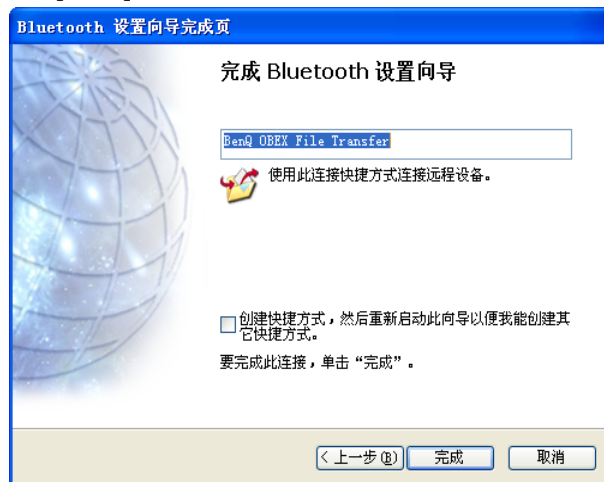 Bluetooth 设置向导完成页
完成 Bluetooth 设置向导
BenQ OBEX File Transfer
使用此连接快捷方式连接远程设备。
创建快捷方式，然后重新启动此向导以便我能创建其
它快捷方式。
要完成此连接，单击“完成”。
< 上一步(B) 完成 取消